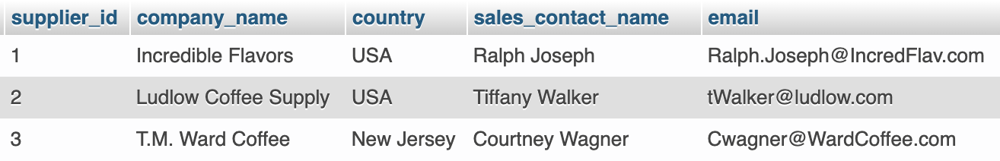 supplier_id company_name country sales_contact_name email
1 Incredible Flavors USA Ralph Joseph Ralph.Joseph@IncredFlav.com
2 Ludlow Coffee Supply USA Tiffany Walker tWalker@ludlow.com
3 T.M. Ward Coffee New Jersey Courtney Wagner Cwagner@WardCoffee.com